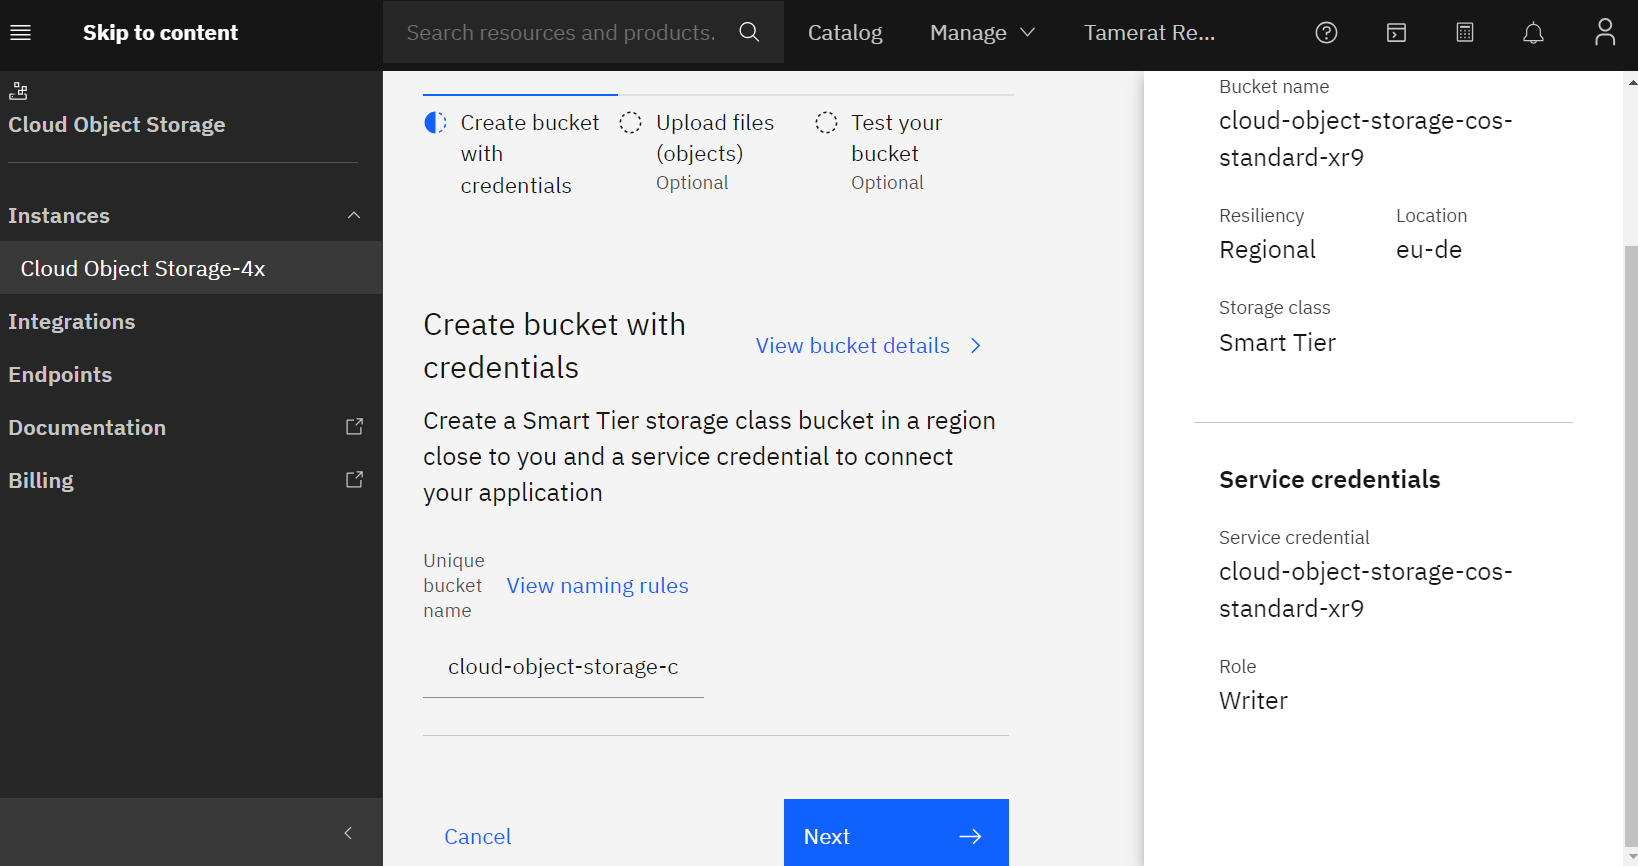 Skip to content
Search resources and products.
Catalog
Manage
Tamerat Re...
Cloud Object Storage
Instances
Cloud Object Storage-4x
Integrations
Endpoints
Documentation
Billing
Create bucket
with
credentials
Upload files
(objects)
Optional
Test your
bucket
Optional
Create bucket with
credentials
View bucket details
Create a Smart Tier storage class bucket in a region
close to you and a service credential to connect
your application
Unique
bucket
name
View naming rules
cloud-object-storage-c
Cancel
Next
Bucket name
cloud-object-storage-cos-
standard-xr9
Resiliency
Regional
Location
eu-de
Storage class
Smart Tier
Service credentials
Service credential
cloud-object-storage-cos-
standard-xr9
Role
Writer